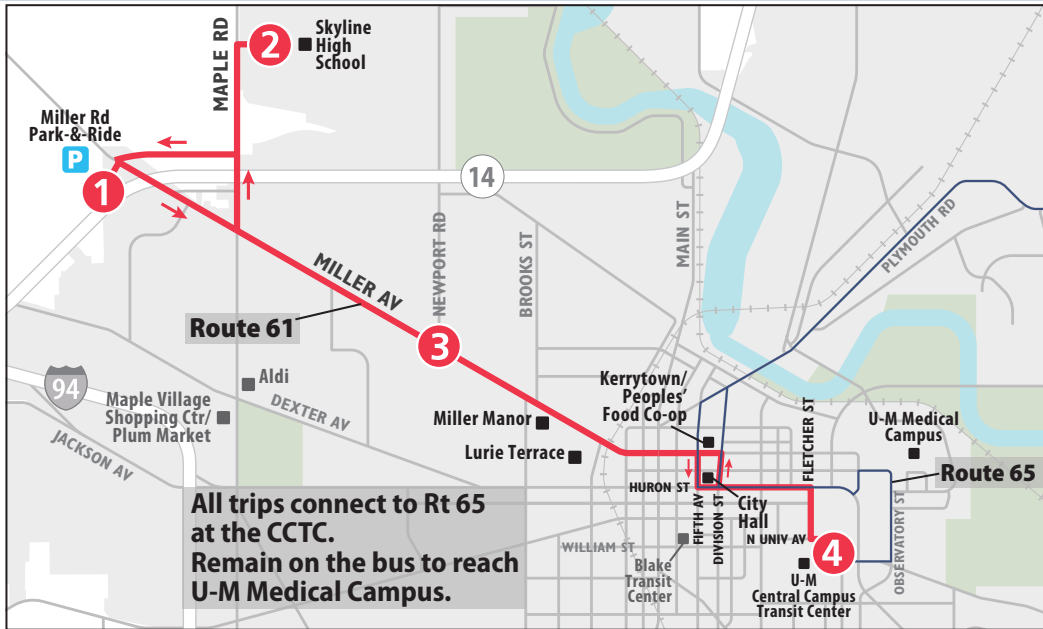 MAPLE RD
2
Skyline
High
School
Miller Rd
Park-&-Ride
P
1
14
MAIN ST
PLYMOUTH RD
NEWPORT RD
BROOKS ST
MILLER AV
Route 61
3
94
Aldi
Maple Village
Shopping Ctr/
Plum Market
DEXTER AV
JACKSON AV
Kerrytown/
Peoples'
Food Co-op
Miller Manor
Lurie Terrace
FLETCHER ST
U-M Medical
Campus
Route 65
HURON ST
City
Hall
FIFTH AV
DIVISION ST
N UNIV AV
4
OBSERVATORY ST
WILLIAM ST
Blake
Transit
Center
U-M
Central Campus
Transit Center
All trips connect to Rt 65
at the CCTC.
Remain on the bus to reach
U-M Medical Campus.